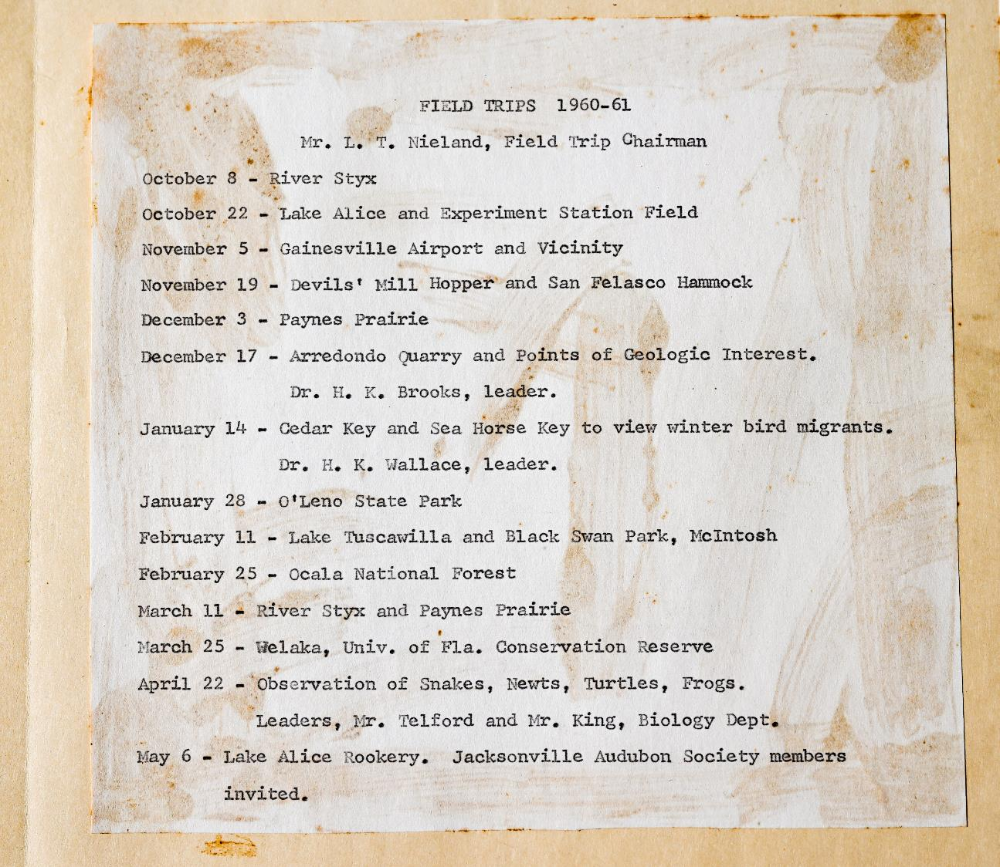 FIELD TRIPS 1960-61
Mr. L. T. Nieland, Field Trip Chairman
October 8 - River Styx
October 22 - Lake Alice and Experiment Station Field
November 5 - Gainesville Airport and Vicinity
November 19 - Devils' Mill Hopper and San Felasco Hammock
December 3 - Paynes Prairie
December 17 - Arredondo Quarry and Points of Geologic Interest.
Dr. H. K. Brooks, leader.
January 14 - Cedar Key and Sea Horse Key to view winter bird migrants.
Dr. H. K. Wallace, leader.
January 28 - O'Leno State Park
February 11 - Lake Tuscawilla and Black Swan Park, McIntosh
February 25 - Ocala National Forest
March 11 - River Styx and Paynes Prairie
March 25 - Welaka, Univ. of Fla. Conservation Reserve
April 22 - Observation of Snakes, Newts, Turtles, Frogs.
Leaders, Mr. Telford and Mr. King, Biology Dept.
May 6 - Lake Alice Rookery. Jacksonville Audubon Society members
invited.